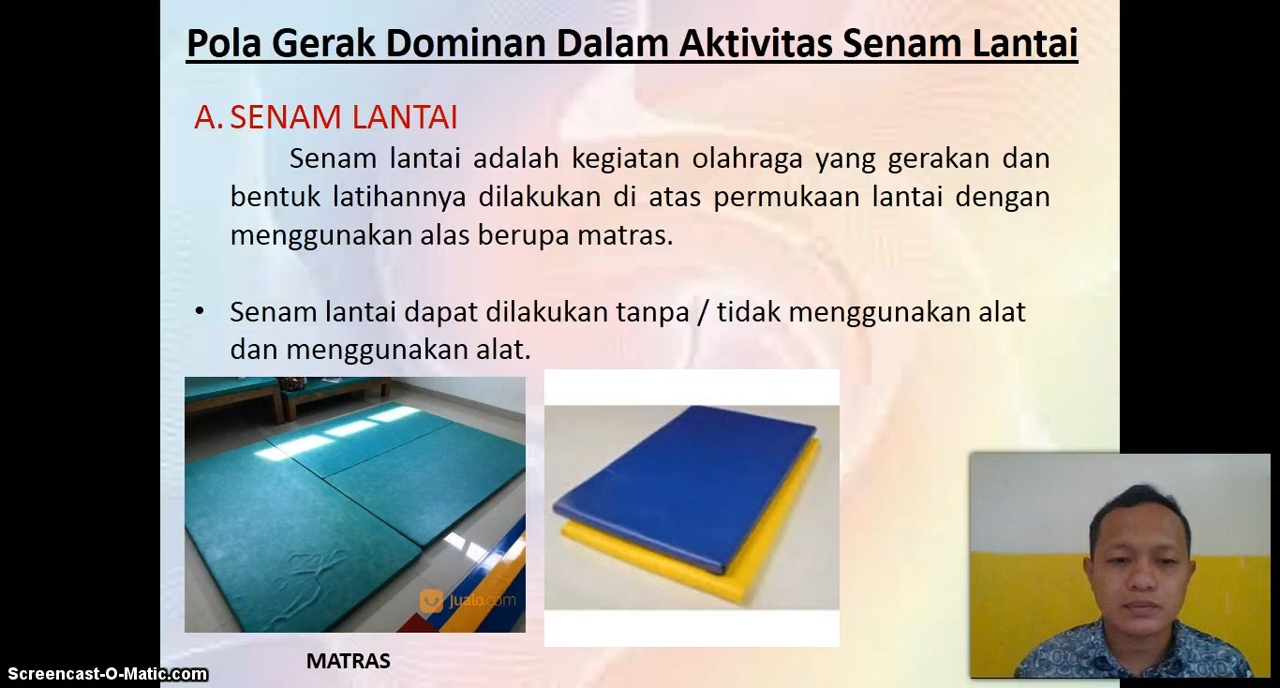 Pola Gerak Dominan Dalam Aktivitas Senam Lantai
A. SENAM LANTAI
Senam lantai adalah kegiatan olahraga yang gerakan dan
bentuk latihannya dilakukan di atas permukaan lantai dengan
menggunakan alas berupa matras.
• Senam lantai dapat dilakukan tanpa / tidak menggunakan alat
dan menggunakan alat.
Jualo.com
MATRAS
Screencast-O-Matic.com